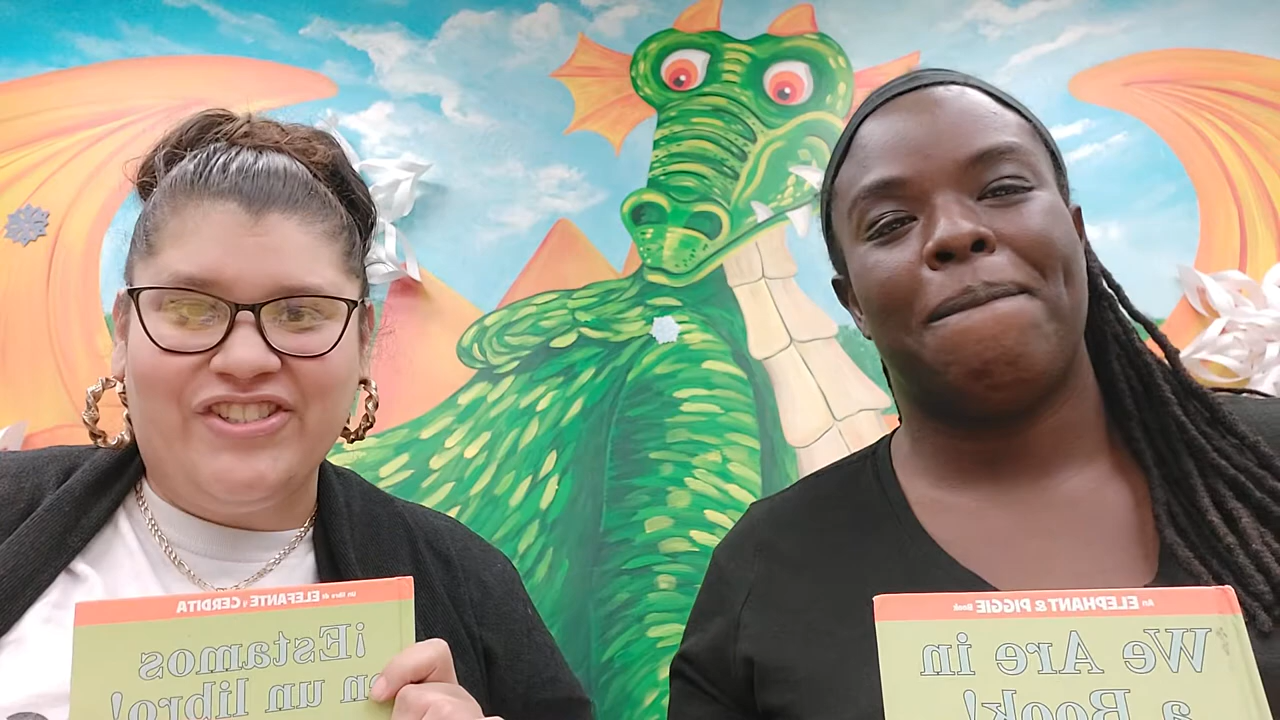 Un libro de ELEFANTE y CERDITA
¡Estamos
en un libro!
An ELEPHANT & PIGGIE Book
We Are in
a Book!